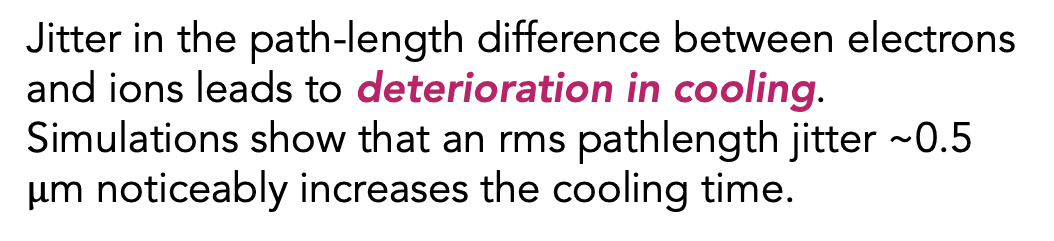 Jitter in the path-length difference between electrons
and ions leads to deterioration in cooling.
Simulations show that an rms pathlength jitter ~0.5
μm noticeably increases the cooling time.